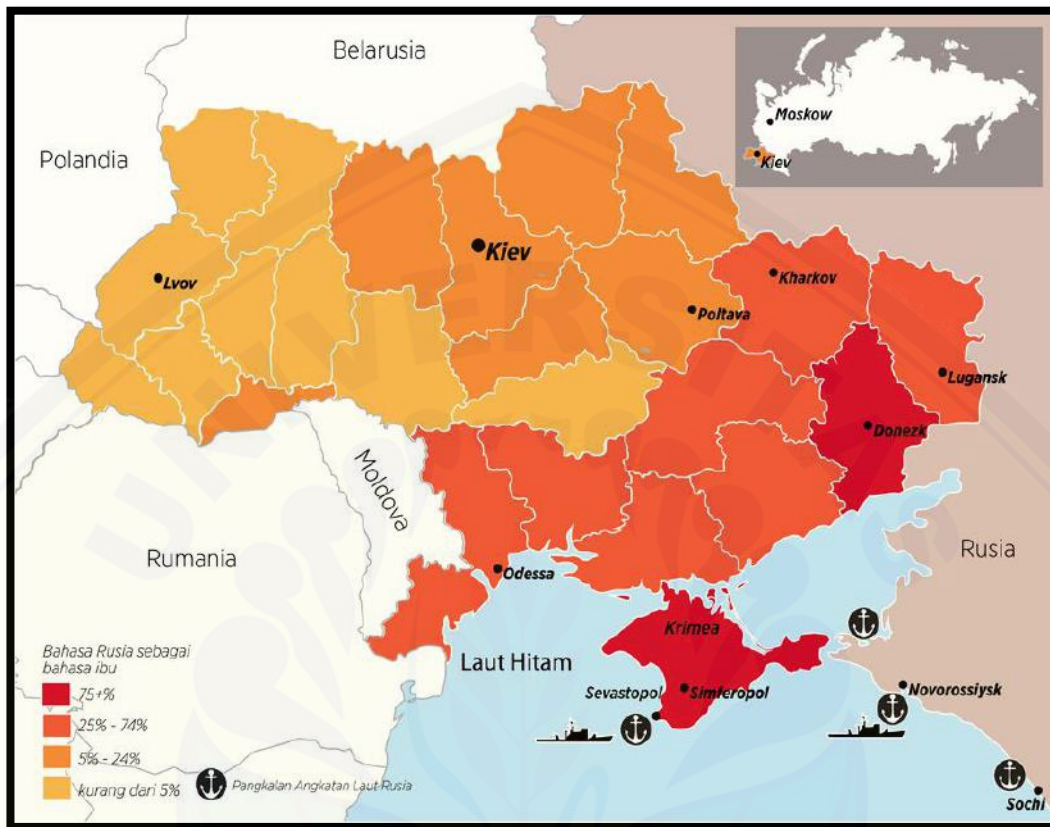 Belarusia
Polandia
Moskow
Kiev
Kiev
Lvov
Kharkov
Poltava
Lugansk
Donezk
Moldova
Rumania
Rusia
Odessa
Krimea
Laut Hitam
Sevastopol
Simferopol
Novorossiysk
Sochi
Bahasa Rusia sebagai
bahasa ibu
75+%
25% - 74%
5% - 24%
kurang dari 5%
Pangkalan Angkatan Laut Rusia
UNIVERSITAS